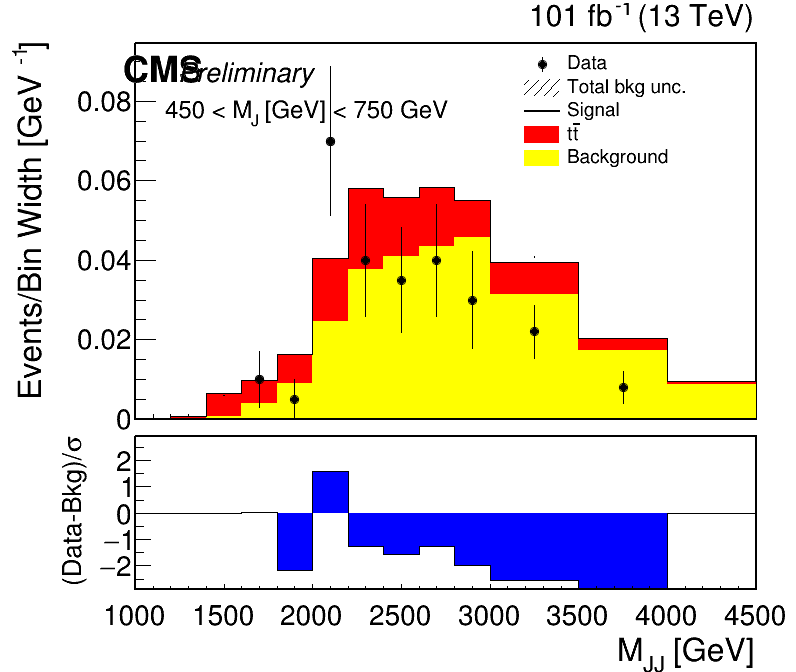 101 fb⁻¹ (13 TeV)
CMS Preliminary
450 < M_J [GeV] < 750 GeV
Data
Total bkg unc.
Signal
tt̄
Background
Events/Bin Width [GeV⁻¹]
0.08
0.06
0.04
0.02
0
(Data-Bkg)/σ
2
1
0
−1
−2
1000 1500 2000 2500 3000 3500 4000 4500
M_JJ [GeV]